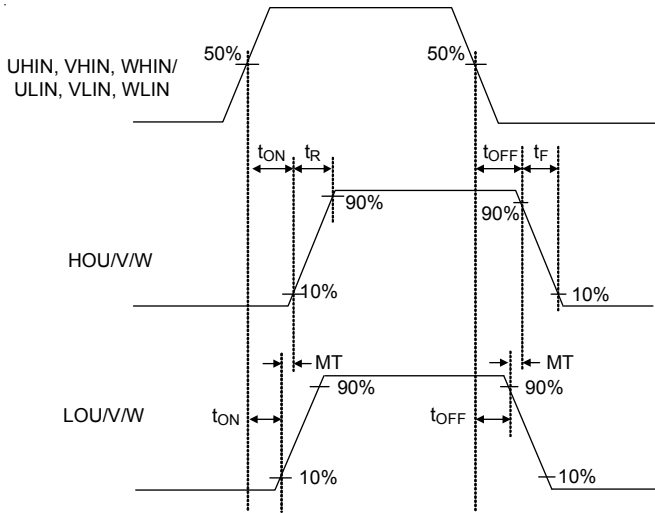 UHIN, VHIN, WHIN/
ULIN, VLIN, WLIN
50%
50%
tON
tR
tOFF
tF
90%
90%
HOU/V/W
10%
10%
MT
MT
90%
90%
LOU/V/W
tON
tOFF
10%
10%